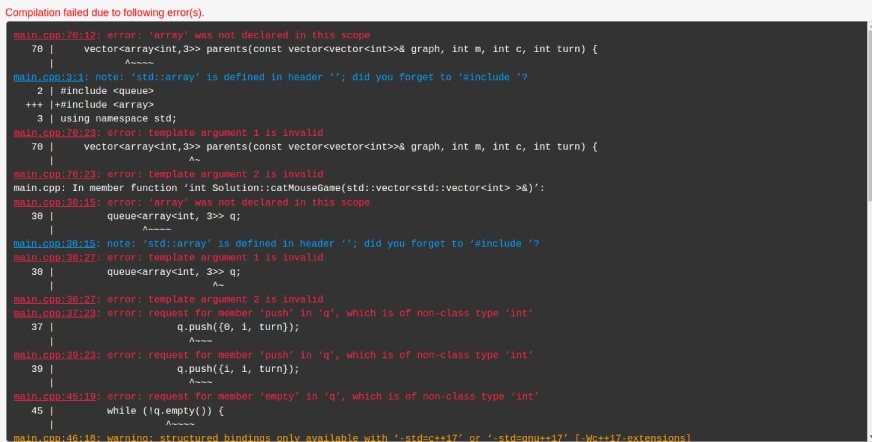 Compilation failed due to following error(s).
main.cpp:70:12: error: ‘array’ was not declared in this scope
70 |     vector<array<int,3>> parents(const vector<vector<int>>& graph, int m, int c, int turn) {
|            ^~~~~
main.cpp:3:1: note: ‘std::array’ is defined in header ‘’; did you forget to ‘#include ’?
2 | #include <queue>
+++ |+#include <array>
3 | using namespace std;
main.cpp:70:23: error: template argument 1 is invalid
70 |     vector<array<int,3>> parents(const vector<vector<int>>& graph, int m, int c, int turn) {
|                       ^~
main.cpp:70:23: error: template argument 2 is invalid
main.cpp: In member function ‘int Solution::catMouseGame(std::vector<std::vector<int> >&)’:
main.cpp:30:15: error: ‘array’ was not declared in this scope
30 |         queue<array<int, 3>> q;
|               ^~~~~
main.cpp:30:15: note: ‘std::array’ is defined in header ‘’; did you forget to ‘#include ’?
main.cpp:30:27: error: template argument 1 is invalid
30 |         queue<array<int, 3>> q;
|                           ^~
main.cpp:30:27: error: template argument 2 is invalid
main.cpp:37:23: error: request for member ‘push’ in ‘q’, which is of non-class type ‘int’
37 |                     q.push({0, i, turn});
|                       ^~~~
main.cpp:39:23: error: request for member ‘push’ in ‘q’, which is of non-class type ‘int’
39 |                     q.push({i, i, turn});
|                       ^~~~
main.cpp:45:19: error: request for member ‘empty’ in ‘q’, which is of non-class type ‘int’
45 |         while (!q.empty()) {
|                   ^~~~~
main.cpp:46:18: warning: structured bindings only available with ‘-std=c++17’ or ‘-std=gnu++17’ [-Wc++17-extensions]